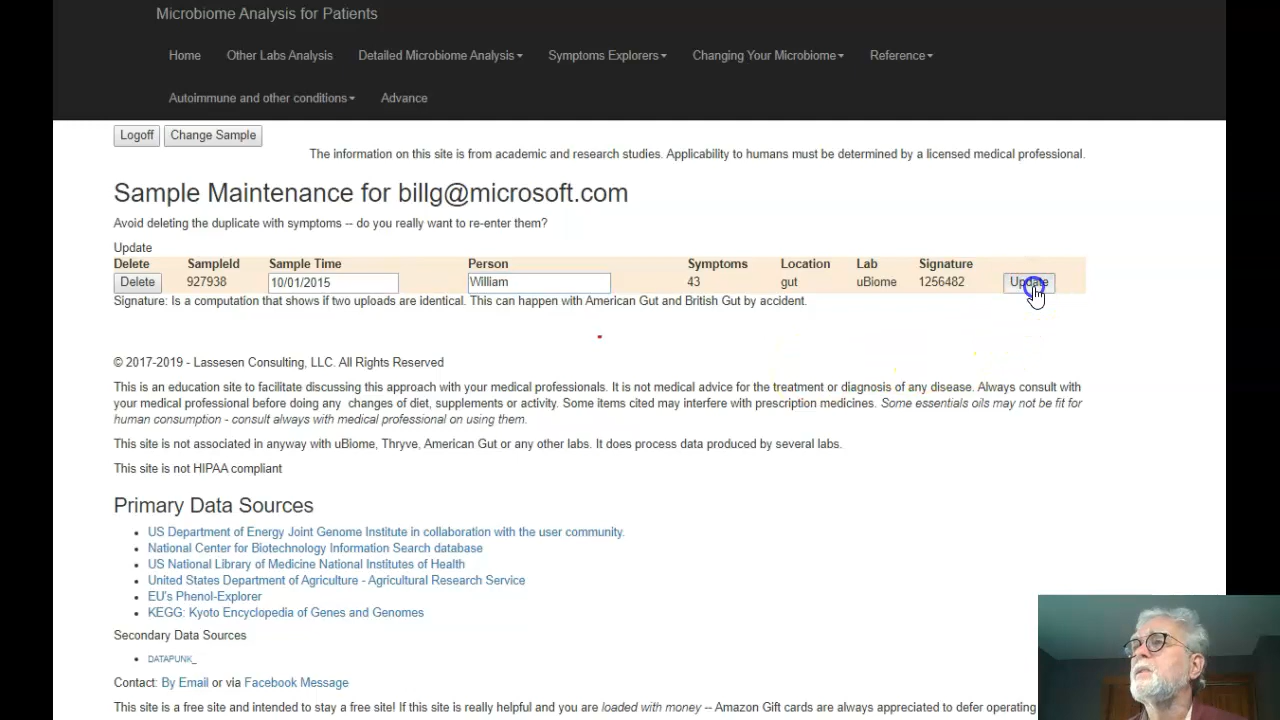 Microbiome Analysis for Patients
Home Other Labs Analysis Detailed Microbiome Analysis Symptoms Explorers Changing Your Microbiome Reference
Autoimmune and other conditions Advance
Logoff Change Sample
The information on this site is from academic and research studies. Applicability to humans must be determined by a licensed medical professional.
Sample Maintenance for billg@microsoft.com
Avoid deleting the duplicate with symptoms -- do you really want to re-enter them?
Update
Delete SampleId Sample Time Person Symptoms Location Lab Signature
Delete 927938 10/01/2015 William 43 gut uBiome 1256482 Update
Signature: Is a computation that shows if two uploads are identical. This can happen with American Gut and British Gut by accident.
© 2017-2019 - Lassesen Consulting, LLC. All Rights Reserved
This is an education site to facilitate discussing this approach with your medical professionals. It is not medical advice for the treatment or diagnosis of any disease. Always consult with
your medical professional before doing any changes of diet, supplements or activity. Some items cited may interfere with prescription medicines. Some essentials oils may not be fit for
human consumption - consult always with medical professional on using them.
This site is not associated in anyway with uBiome, Thryve, American Gut or any other labs. It does process data produced by several labs.
This site is not HIPAA compliant
Primary Data Sources
US Department of Energy Joint Genome Institute in collaboration with the user community.
National Center for Biotechnology Information Search database
US National Library of Medicine National Institutes of Health
United States Department of Agriculture - Agricultural Research Service
EU's Phenol-Explorer
KEGG: Kyoto Encyclopedia of Genes and Genomes
Secondary Data Sources
DATAPUNK_
Contact: By Email or via Facebook Message
This site is a free site and intended to stay a free site! If this site is really helpful and you are loaded with money -- Amazon Gift cards are always appreciated to defer operating